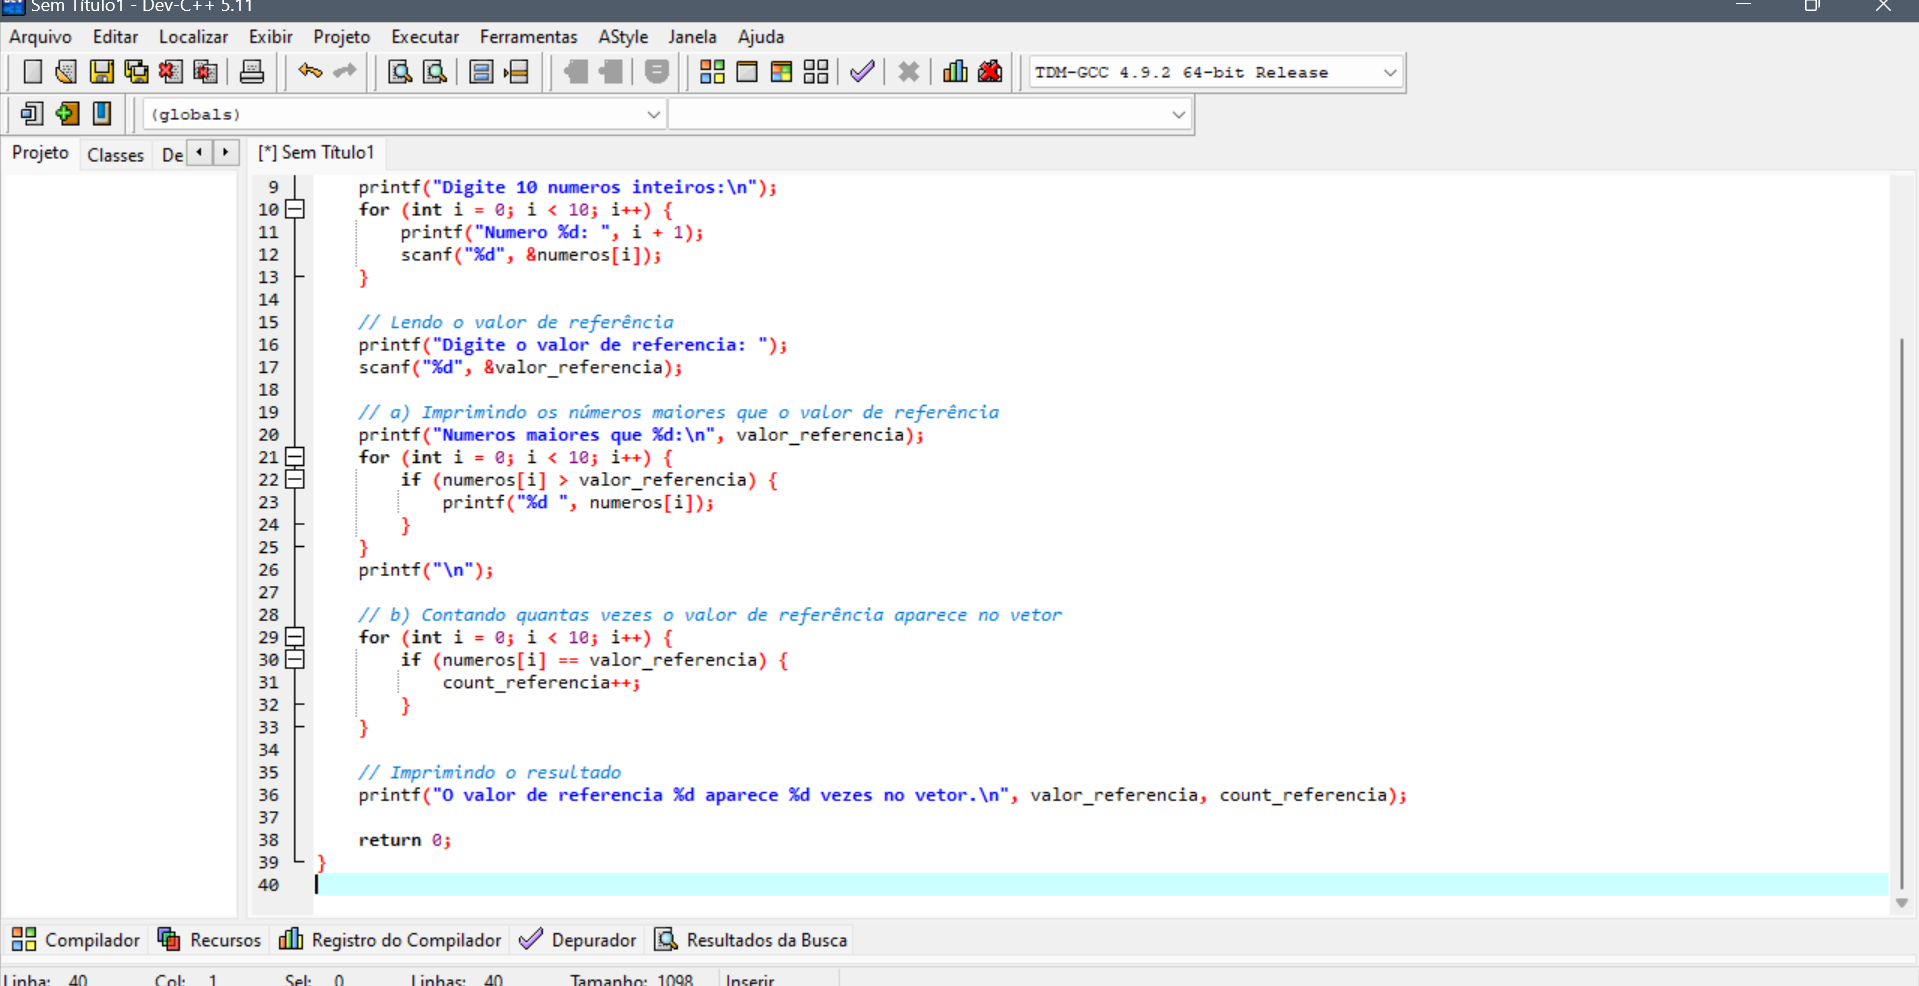 Sem Título1 - Dev-C++ 5.11
Arquivo Editar Localizar Exibir Projeto Executar Ferramentas AStyle Janela Ajuda
TDM-GCC 4.9.2 64-bit Release
(globals)
Projeto Classes De [*] Sem Título1
9 printf("Digite 10 numeros inteiros:\n");
10 for (int i = 0; i < 10; i++) {
11 printf("Numero %d: ", i + 1);
12 scanf("%d", &numeros[i]);
13 }
14
15 // Lendo o valor de referência
16 printf("Digite o valor de referencia: ");
17 scanf("%d", &valor_referencia);
18
19 // a) Imprimindo os números maiores que o valor de referência
20 printf("Numeros maiores que %d:\n", valor_referencia);
21 for (int i = 0; i < 10; i++) {
22 if (numeros[i] > valor_referencia) {
23 printf("%d ", numeros[i]);
24 }
25 }
26 printf("\n");
27
28 // b) Contando quantas vezes o valor de referência aparece no vetor
29 for (int i = 0; i < 10; i++) {
30 if (numeros[i] == valor_referencia) {
31 count_referencia++;
32 }
33 }
34
35 // Imprimindo o resultado
36 printf("O valor de referencia %d aparece %d vezes no vetor.\n", valor_referencia, count_referencia);
37
38 return 0;
39 }
40
Compilador Recursos Registro do Compilador Depurador Resultados da Busca
Linha: 40 Col: 1 Sel: 0 Linhas: 40 Tamanho: 1098 Inserir